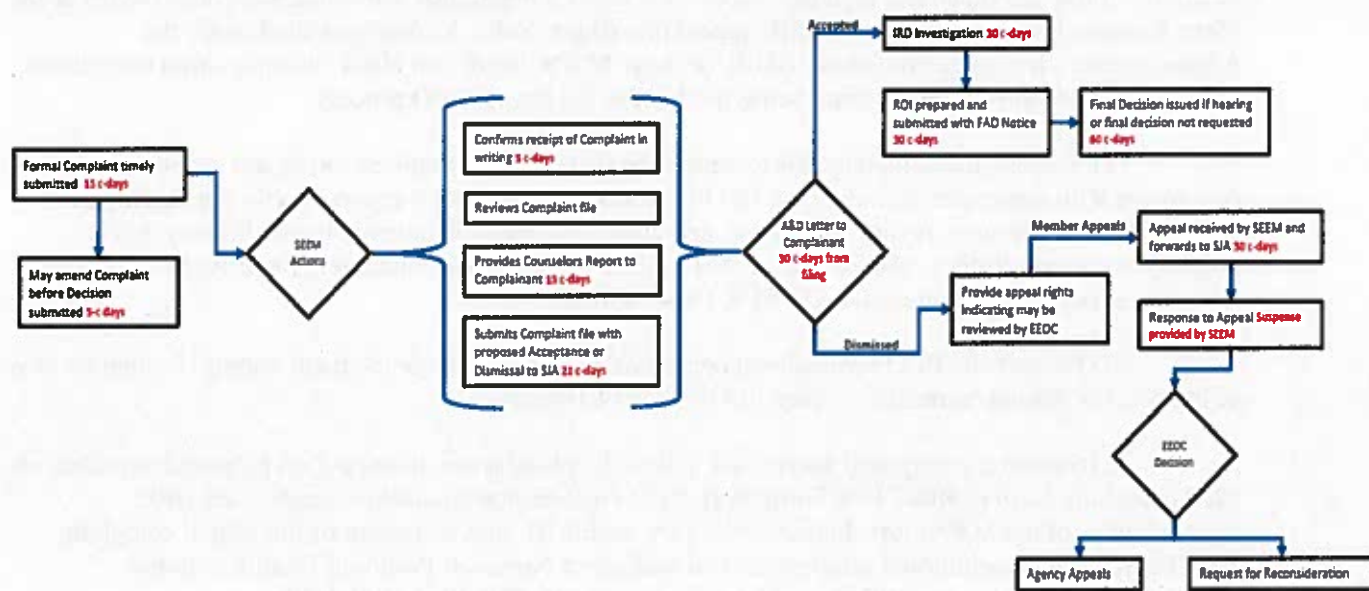 Formal Complaint timely
submitted 15 c-days
May amend Complaint
before Decision
submitted 5-c days
SEEM
Actions
Confirms receipt of Complaint in
writing 5 c-days
Reviews Complaint file
Provides Counselors Report to
Complainant 15 c-days
Submits Complaint file with
proposed Acceptance or
Dismissal to SJA
A&D Letter to
Complainant
30 c-days from
filing
Accepted
IRD Investigation
ROI prepared and
submitted with FAD Notice
30 c-days
Final Decision issued if hearing
or final decision not requested
60 c-days
Dismissed
Provide appeal rights
indicating may be
reviewed by EEOC
Member Appeals
Appeal received by SEEM and
forwards to SJA 30 c-days
Response to Appeal Suspense
provided by SEEM
EEOC
Decision
Agency Appeals
Request for Reconsideration